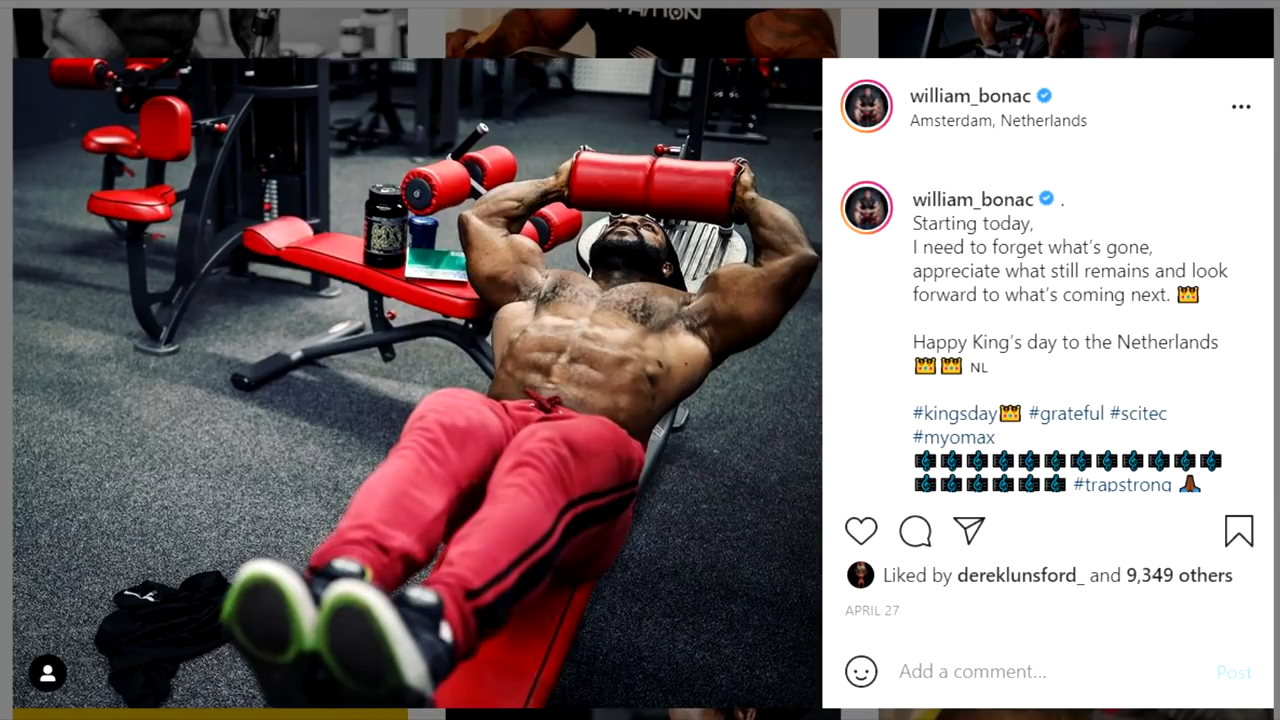 william_bonac
Amsterdam, Netherlands
william_bonac .
Starting today,
I need to forget what's gone,
appreciate what still remains and look
forward to what's coming next. 👑
Happy King's day to the Netherlands
👑👑 NL
#kingsday👑 #grateful #scitec
#myomax
🎼🎼🎼🎼🎼🎼🎼🎼🎼🎼🎼🎼
🎼🎼🎼🎼🎼🎼 #trapstrong 🙏🏾
Liked by dereklunsford_ and 9,349 others
APRIL 27
Add a comment...
Post